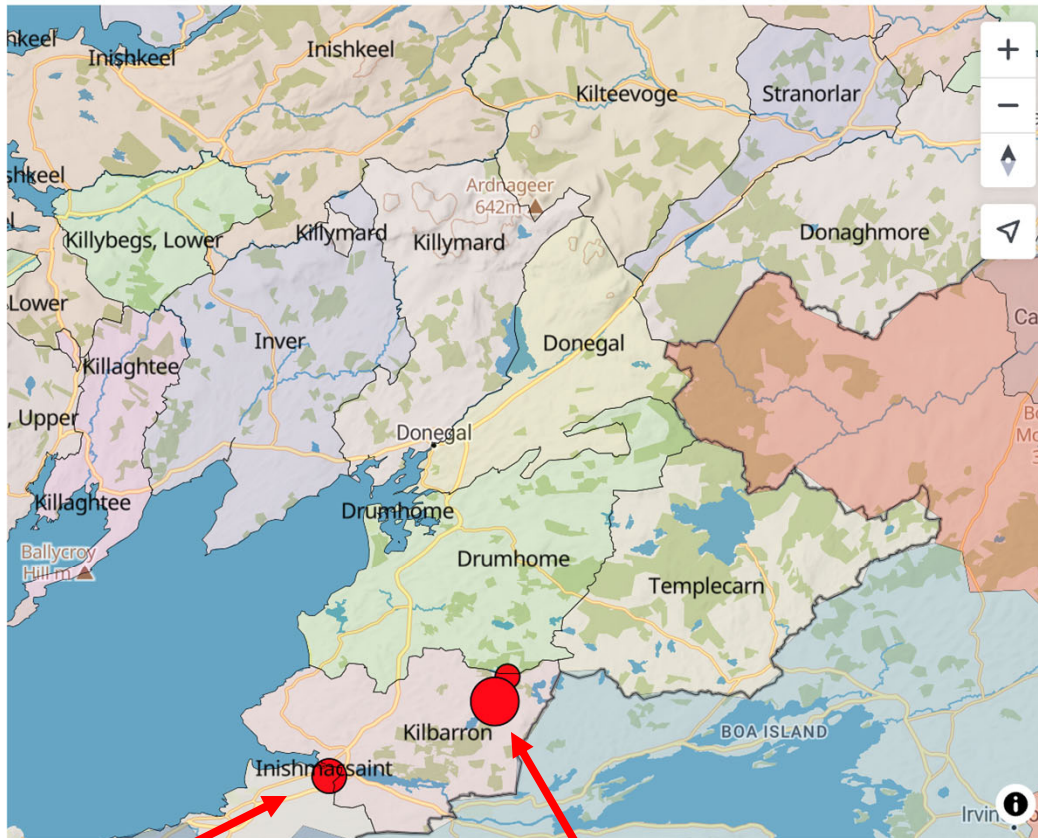 Inishkeel
Inishkeel
Kilteevoge
Stranorlar
Ardnageer
642m
Killybegs, Lower
Killymard
Killymard
Donaghmore
Lower
Inver
Donegal
Killaghtee
, Upper
Donegal
Killaghtee
Drumhome
Ballycroy
Hill m
Drumhome
Templecarn
Kilbarron
BOA ISLAND
Inishmacsaint